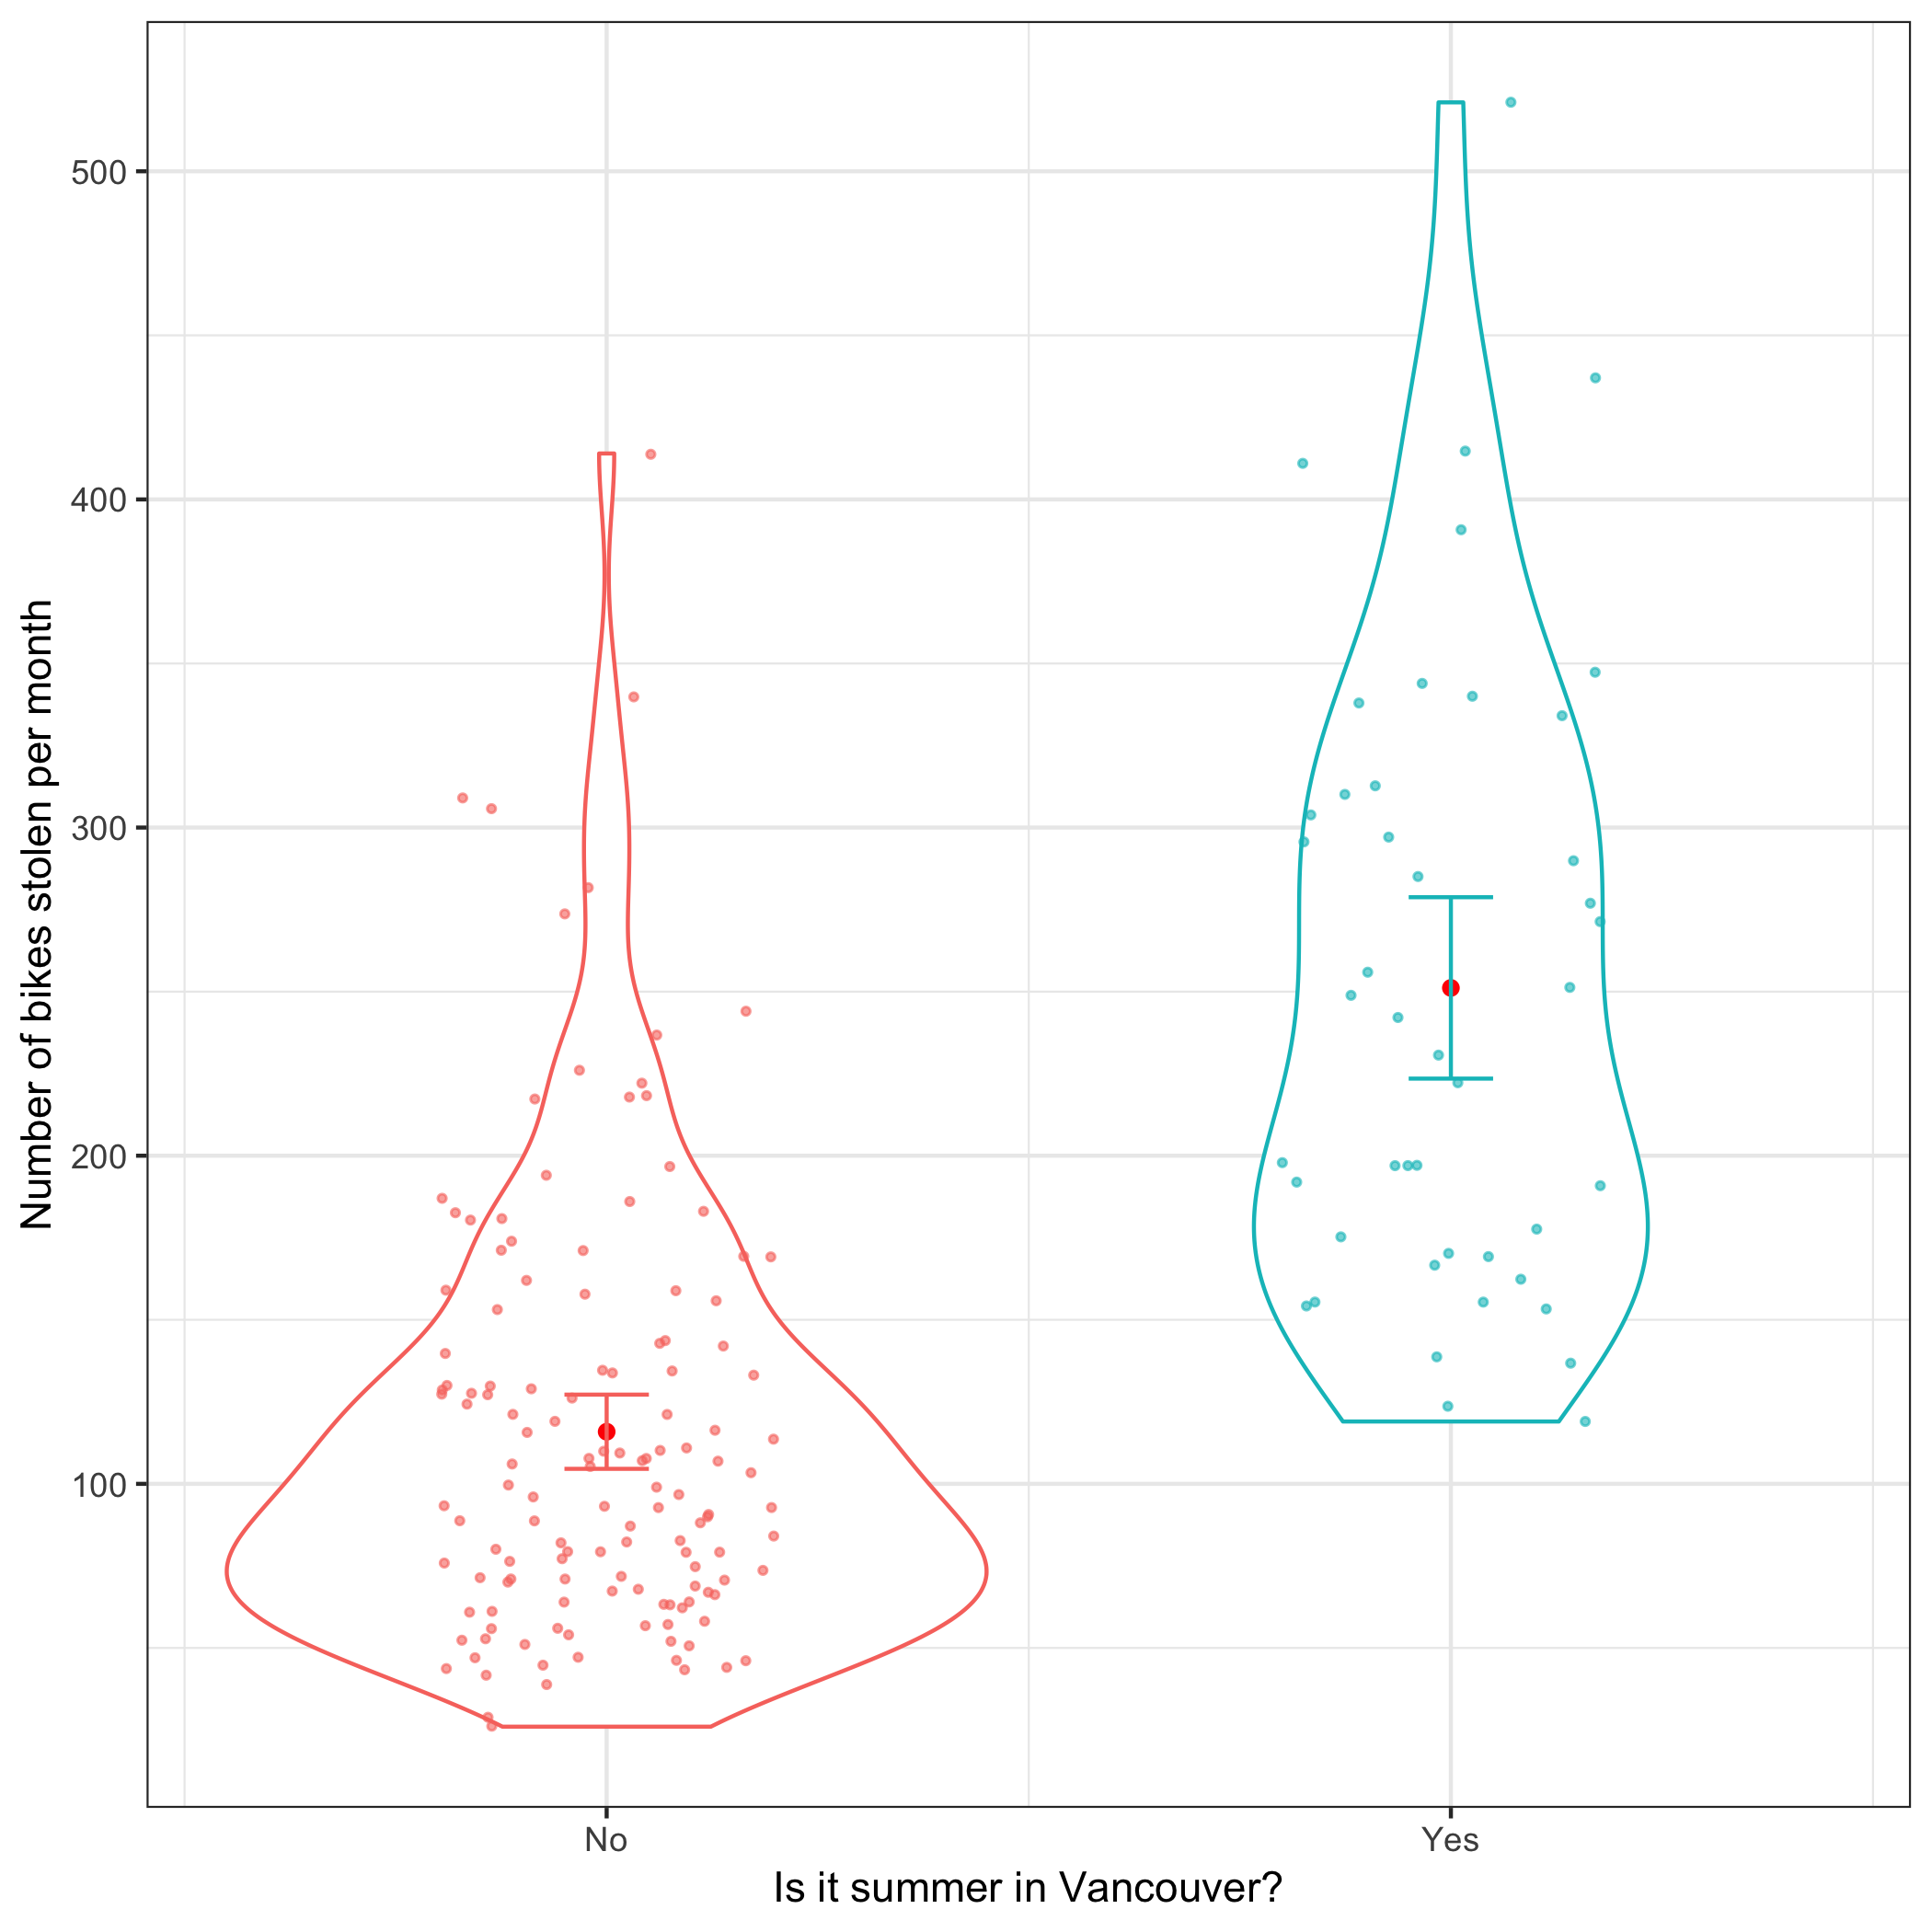 Number of bikes stolen per month
500
400
300
200
100
No
Yes
Is it summer in Vancouver?